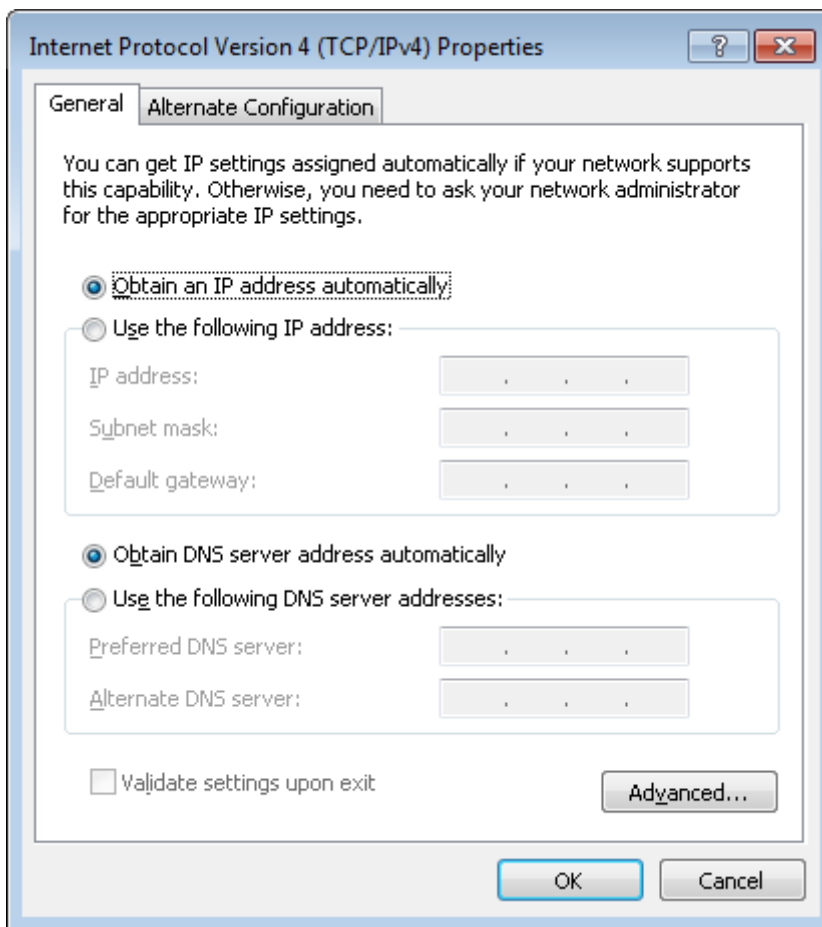 Internet Protocol Version 4 (TCP/IPv4) Properties
General
Alternate Configuration
You can get IP settings assigned automatically if your network supports
this capability. Otherwise, you need to ask your network administrator
for the appropriate IP settings.
Obtain an IP address automatically
Use the following IP address:
IP address:
Subnet mask:
Default gateway:
Obtain DNS server address automatically
Use the following DNS server addresses:
Preferred DNS server:
Alternate DNS server:
Validate settings upon exit
Advanced...
OK
Cancel